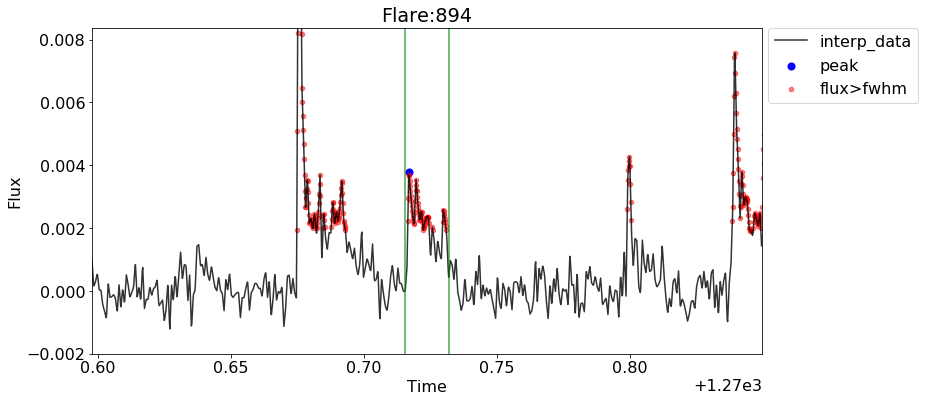 Flare:894
interp_data
peak
flux>fwhm
Flux
0.008
0.006
0.004
0.002
0.000
−0.002
0.60 0.65 0.70 0.75 0.80
Time
+1.27e3